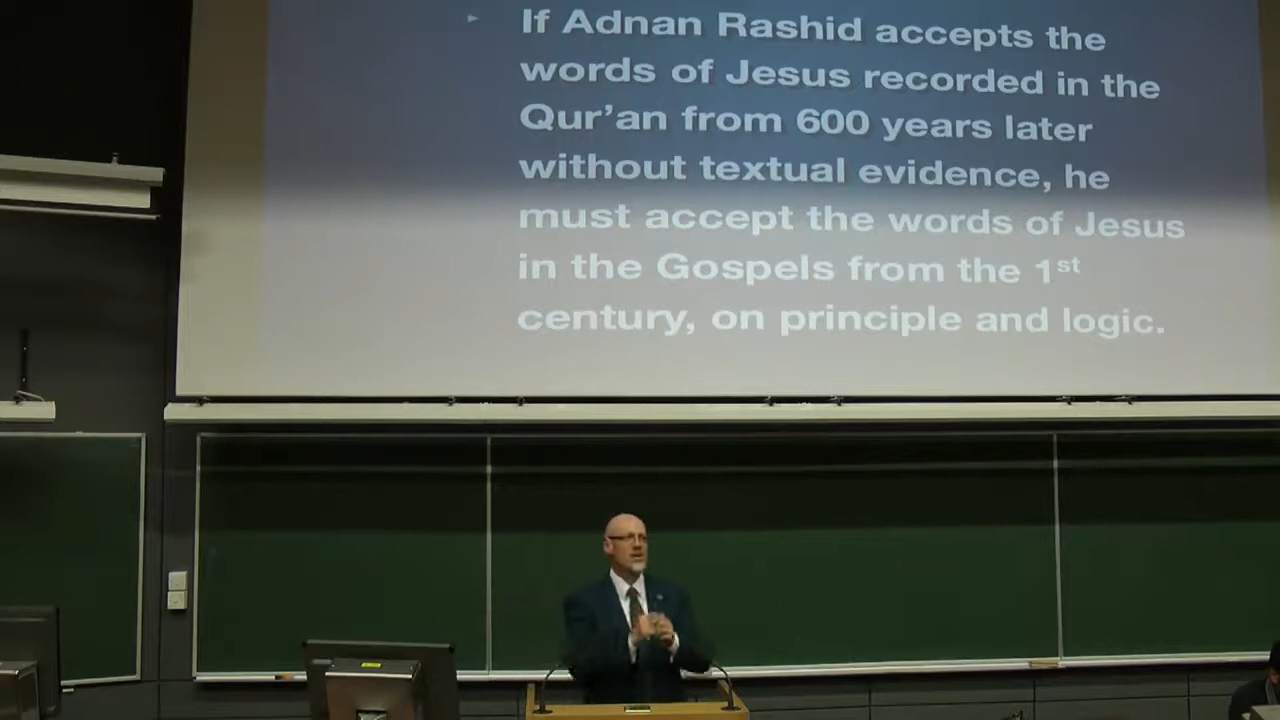 If Adnan Rashid accepts the
words of Jesus recorded in the
Qur’an from 600 years later
without textual evidence, he
must accept the words of Jesus
in the Gospels from the 1st
century, on principle and logic.